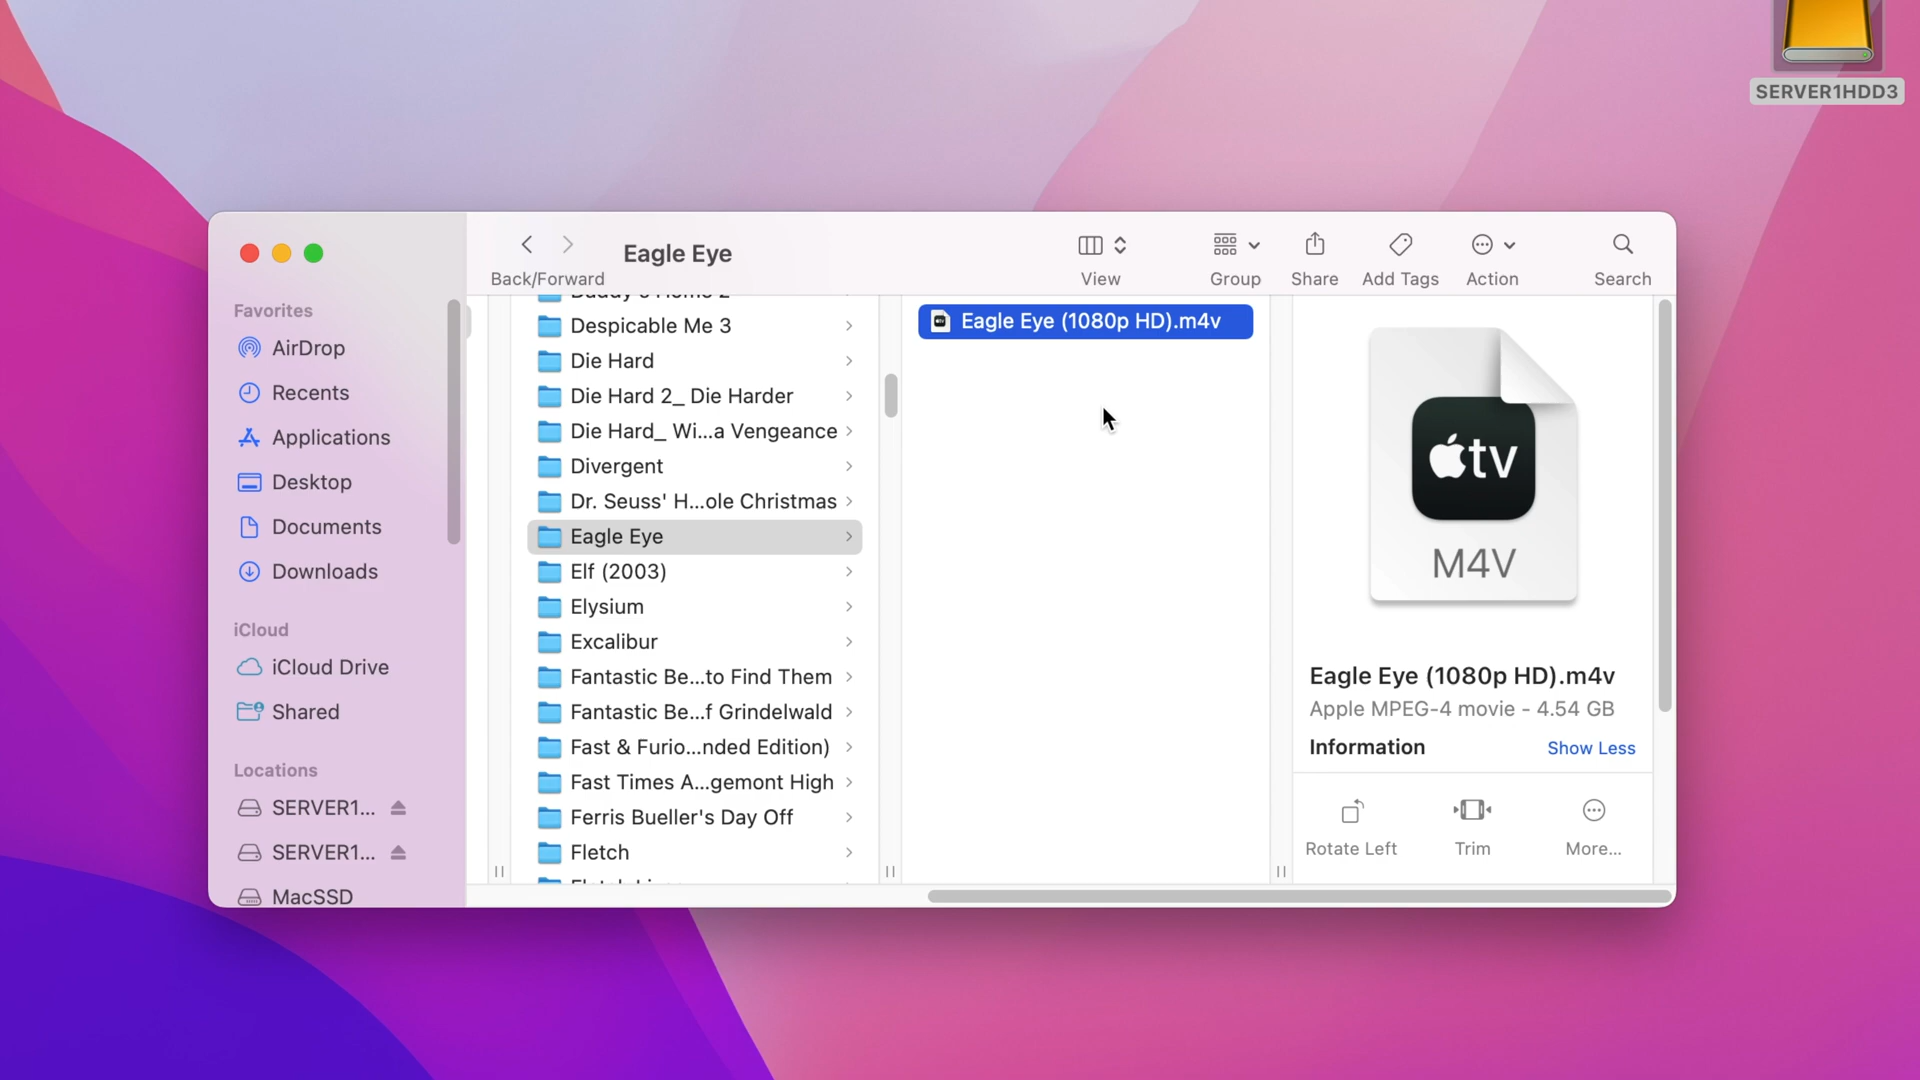 SERVER1HDD3
Eagle Eye
Back/Forward
View
Group
Share
Add Tags
Action
Search
Favorites
AirDrop
Recents
Applications
Desktop
Documents
Downloads
iCloud
iCloud Drive
Shared
Locations
SERVER1...
SERVER1...
MacSSD
Despicable Me 3
Die Hard
Die Hard 2_ Die Harder
Die Hard_ Wi...a Vengeance
Divergent
Dr. Seuss' H...ole Christmas
Eagle Eye
Elf (2003)
Elysium
Excalibur
Fantastic Be...to Find Them
Fantastic Be...f Grindelwald
Fast & Furio...nded Edition)
Fast Times A...gemont High
Ferris Bueller's Day Off
Fletch
Eagle Eye (1080p HD).m4v
tv
M4V
Eagle Eye (1080p HD).m4v
Apple MPEG-4 movie - 4.54 GB
Information
Show Less
Rotate Left
Trim
More...